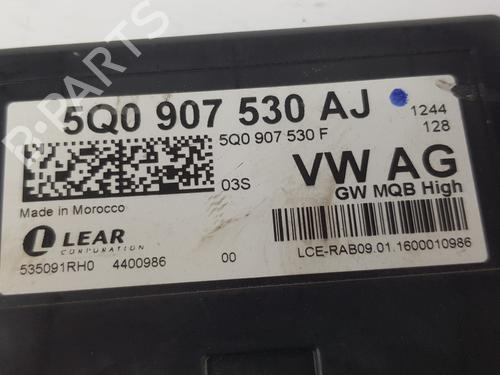 5Q0 907 530 AJ
1244
128
5Q0 907 530 F
VW AG
03S
GW MQB High
Made in Morocco
LEAR
CORPORATION
535091RH0 4400986 00
LCE-RAB09.01.1600010986
B-PARTS